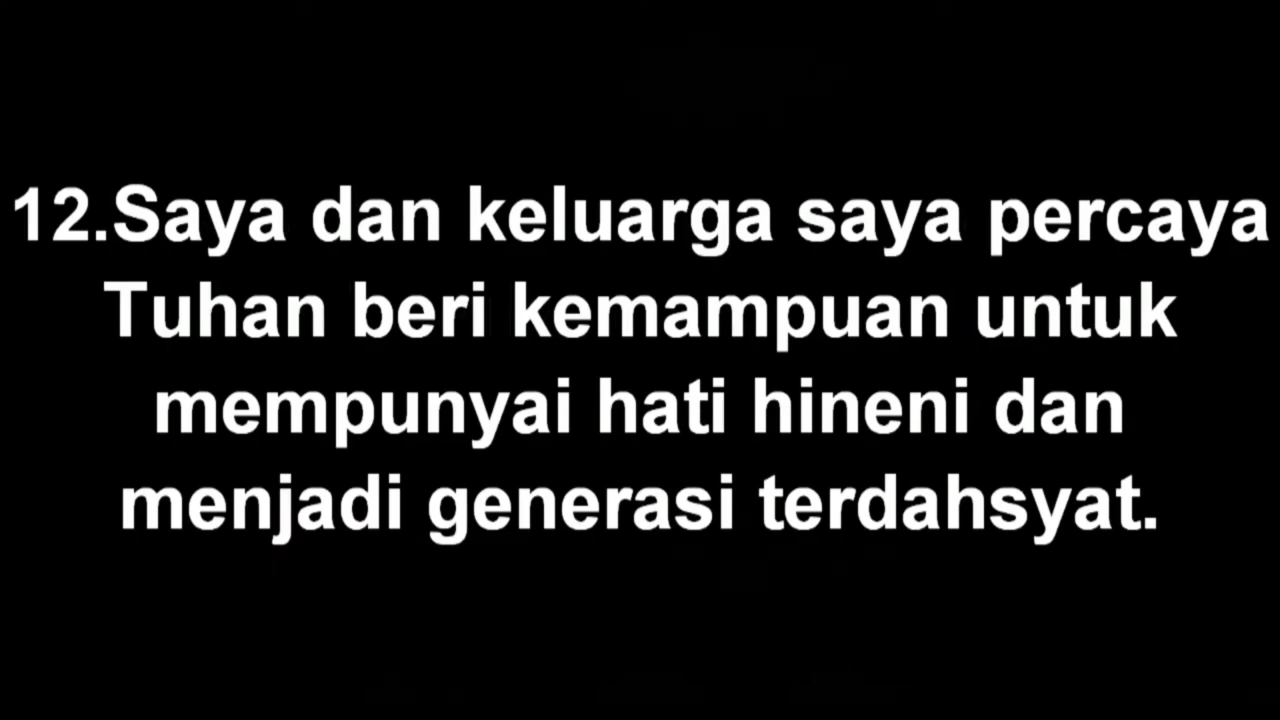 12.Saya dan keluarga saya percaya
Tuhan beri kemampuan untuk
mempunyai hati hineni dan
menjadi generasi terdahsyat.